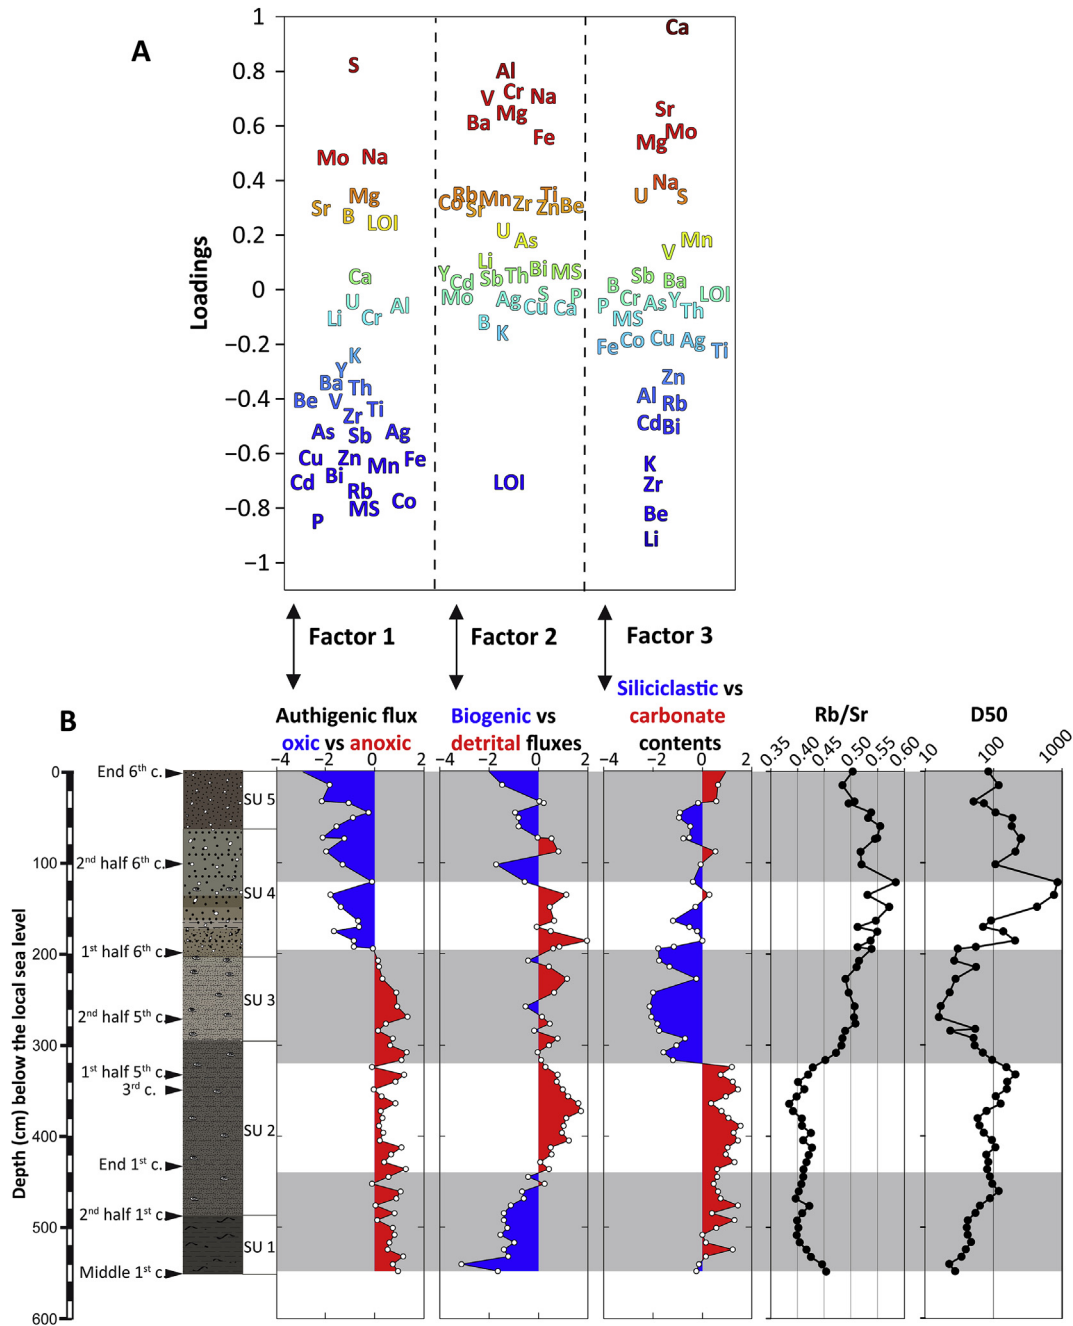 A
Loadings
1
0.8
0.6
0.4
0.2
0
−0.2
−0.4
−0.6
−0.8
−1
S
Mo Na
Mg
Sr B LOI
Ca
U Al
Li Cr
K
Y
Ba Th
Be V Ti
Zr
As Sb Ag
Cu Zn Mn Fe
Cd Bi
Rb
MS Co
P
Al
V Cr Na
Ba Mg
Fe
Co Rb Mn Ti
Sr Zr Zn Be
U As
Li
Y Cd Sb Th Bi MS
Mo Ag S P
Cu Ca
B K
LOI
Ca
Sr
Mg Mo
Na
U S
V Mn
Sb Ba
B LOI
P Cr As Y Th
MS
Fe Co Cu Ag Ti
Zn
Al Rb
Cd Bi
K
Zr
Be
Li
Factor 1
Factor 2
Factor 3
B
Authigenic flux
oxic vs anoxic
Biogenic vs
detrital fluxes
Siliciclastic vs
carbonate
contents
Rb/Sr
D50
−4 −2 0 2
−4 −2 0 2
−4 −2 0 2
0.35 0.40 0.45 0.50 0.55 0.60
10 100 1000
Depth (cm) below the local sea level
0
100
200
300
400
500
600
End 6th c.
2nd half 6th c.
1st half 6th c.
2nd half 5th c.
1st half 5th c.
3rd c.
End 1st c.
2nd half 1st c.
Middle 1st c.
SU 5
SU 4
SU 3
SU 2
SU 1